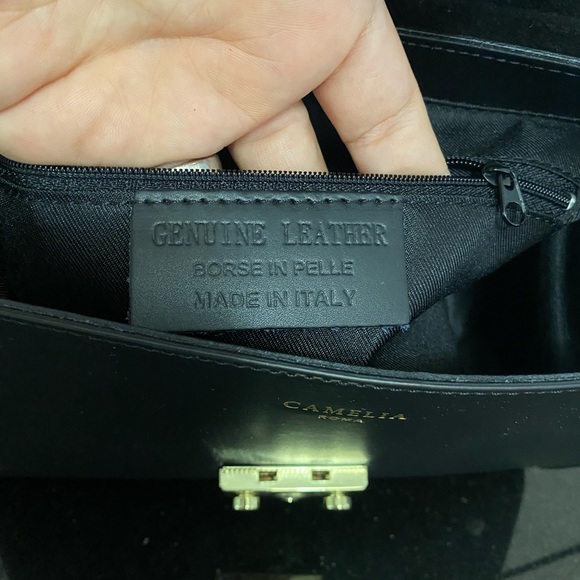 GENUINE LEATHER
BORSE IN PELLE
MADE IN ITALY
CAMELIA
ROMA